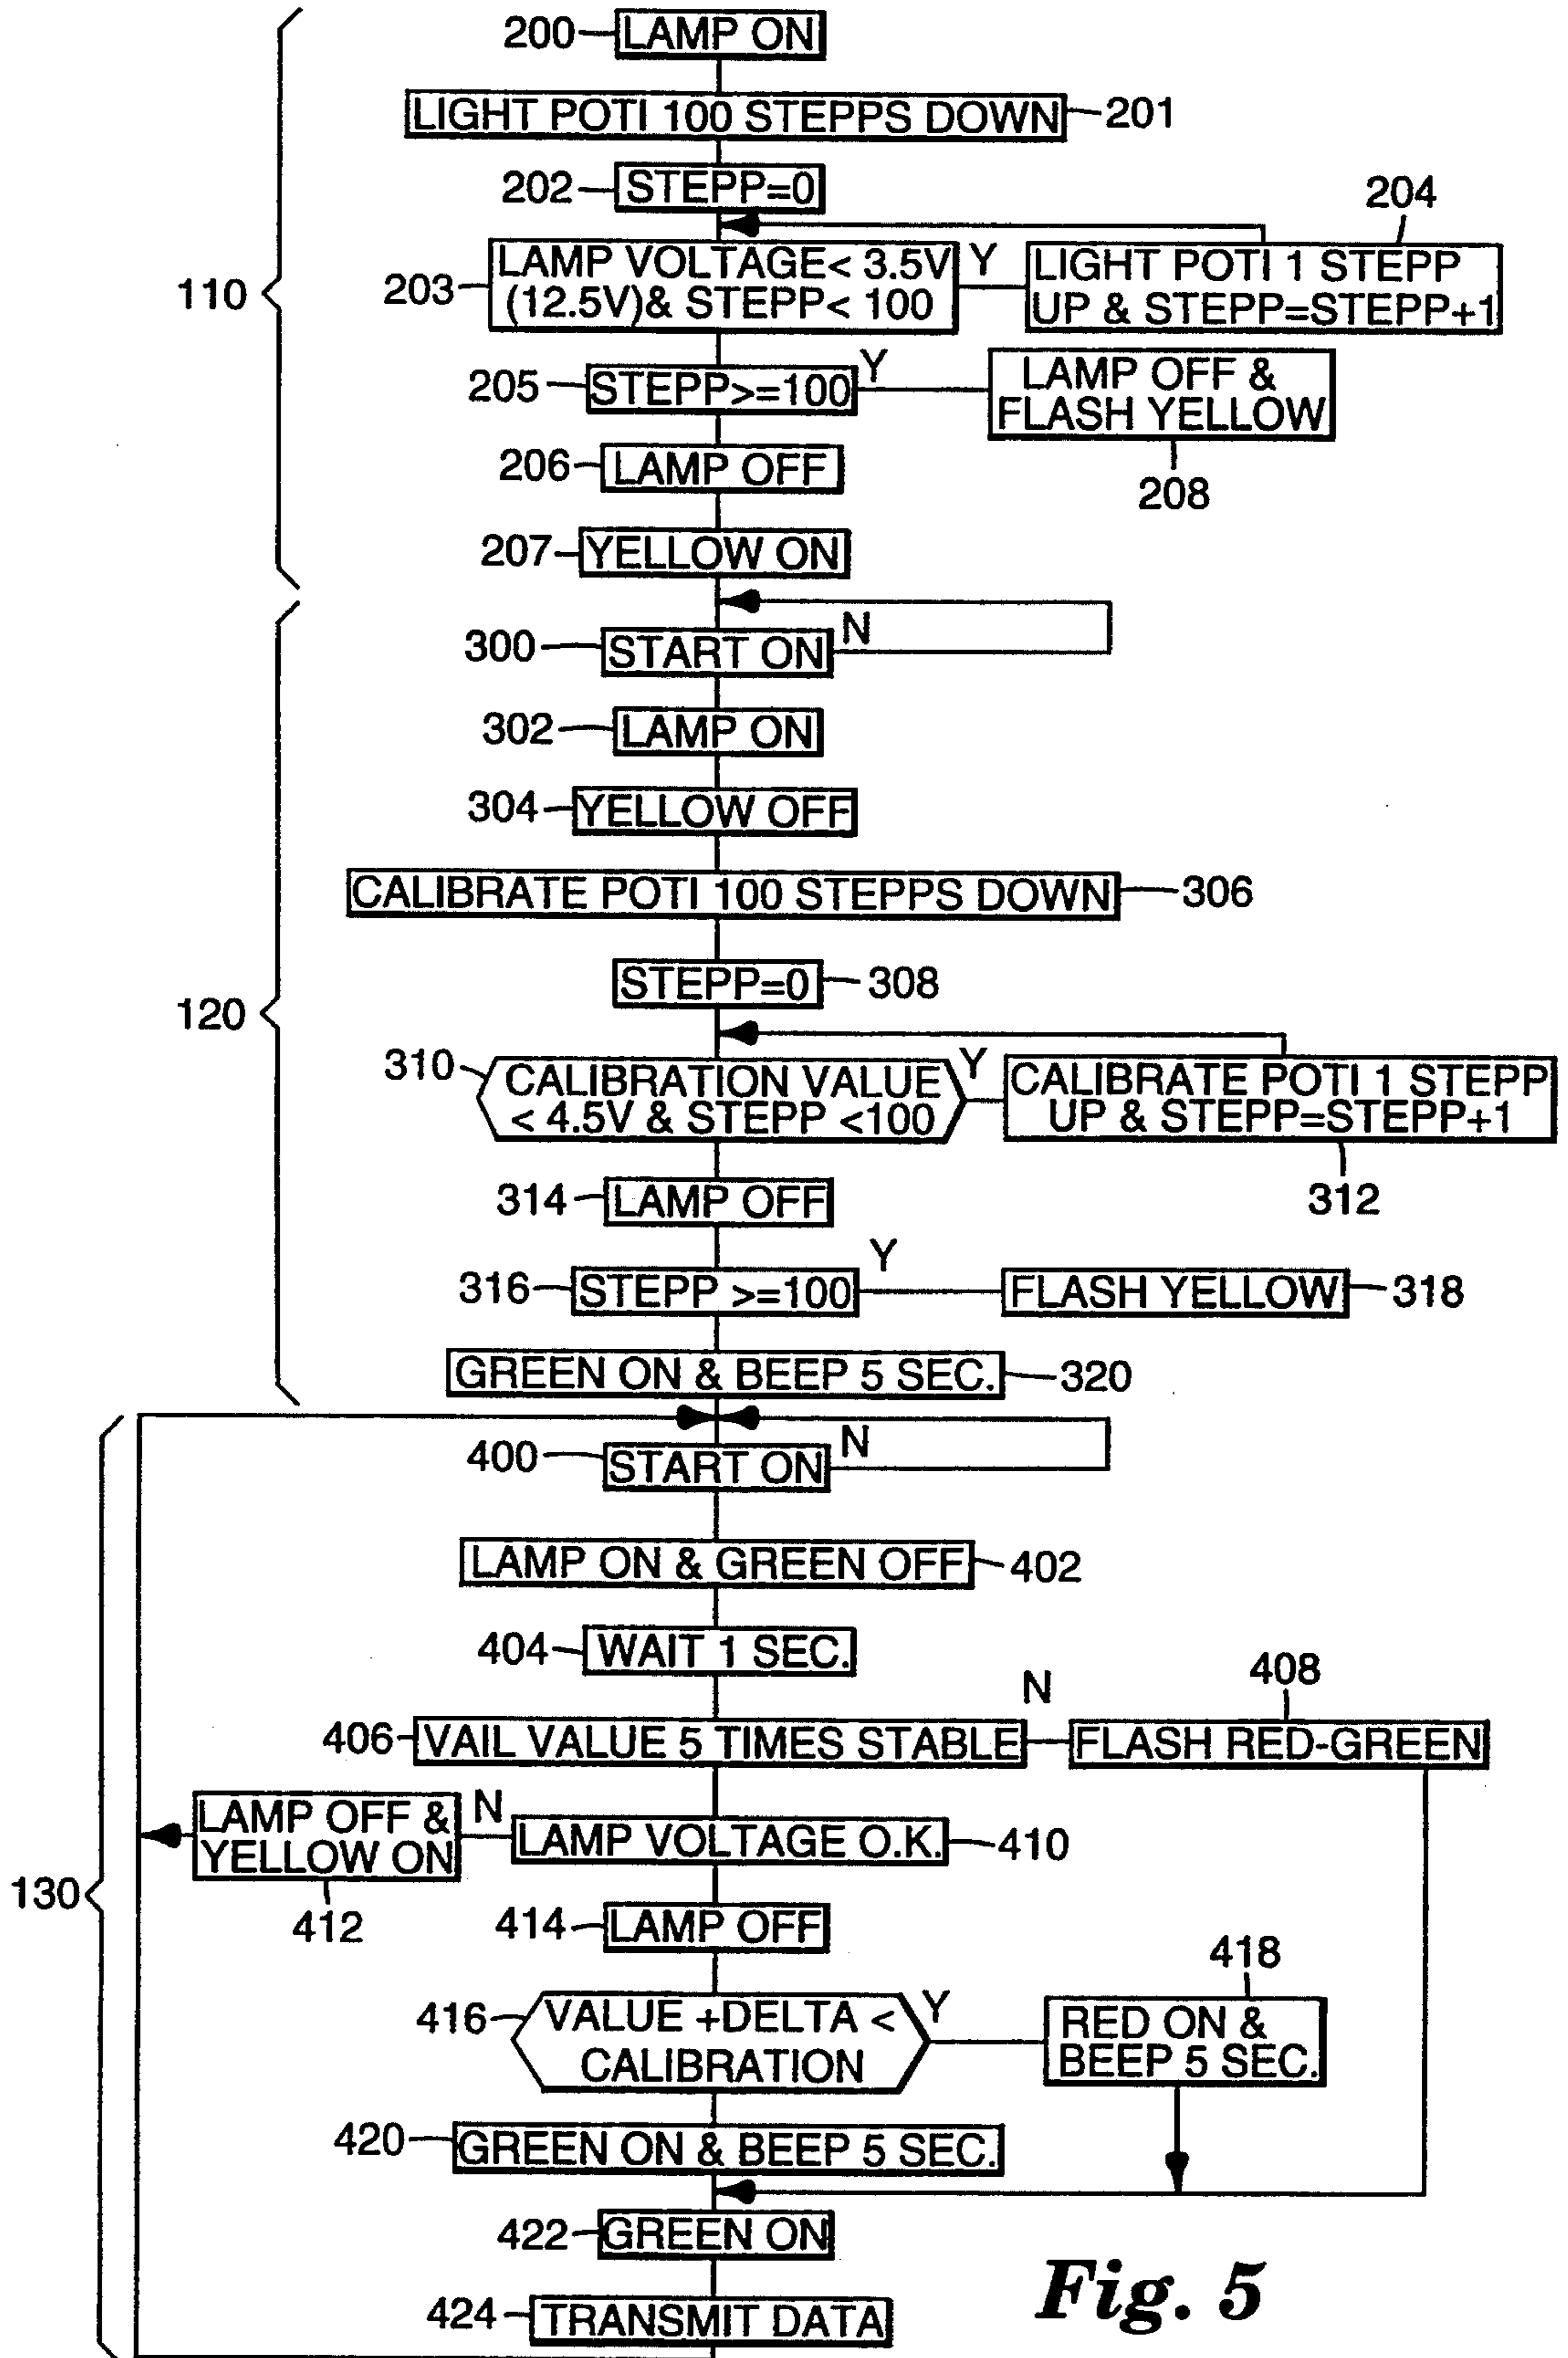 200 LAMP ON
LIGHT POTI 100 STEPPS DOWN 201
202 STEPP=0
204
110
203 LAMP VOLTAGE< 3.5V Y LIGHT POTI 1 STEPP
(12.5V)& STEPP< 100 UP & STEPP=STEPP+1
205 STEPP>=100 Y LAMP OFF &
FLASH YELLOW
206 LAMP OFF
208
207 YELLOW ON
300 START ON N
302 LAMP ON
304 YELLOW OFF
CALIBRATE POTI 100 STEPPS DOWN 306
STEPP=0 308
120
310 CALIBRATION VALUE Y CALIBRATE POTI 1 STEPP
< 4.5V & STEPP <100 UP & STEPP=STEPP+1
314 LAMP OFF 312
316 STEPP >=100 Y FLASH YELLOW 318
GREEN ON & BEEP 5 SEC. 320
400 START ON N
LAMP ON & GREEN OFF 402
404 WAIT 1 SEC.
408
406 VAIL VALUE 5 TIMES STABLE N FLASH RED-GREEN
LAMP OFF & N LAMP VOLTAGE O.K. 410
YELLOW ON
130
412
414 LAMP OFF
418
416 VALUE +DELTA < Y RED ON &
CALIBRATION BEEP 5 SEC.
420 GREEN ON & BEEP 5 SEC.
422 GREEN ON
424 TRANSMIT DATA
Fig. 5